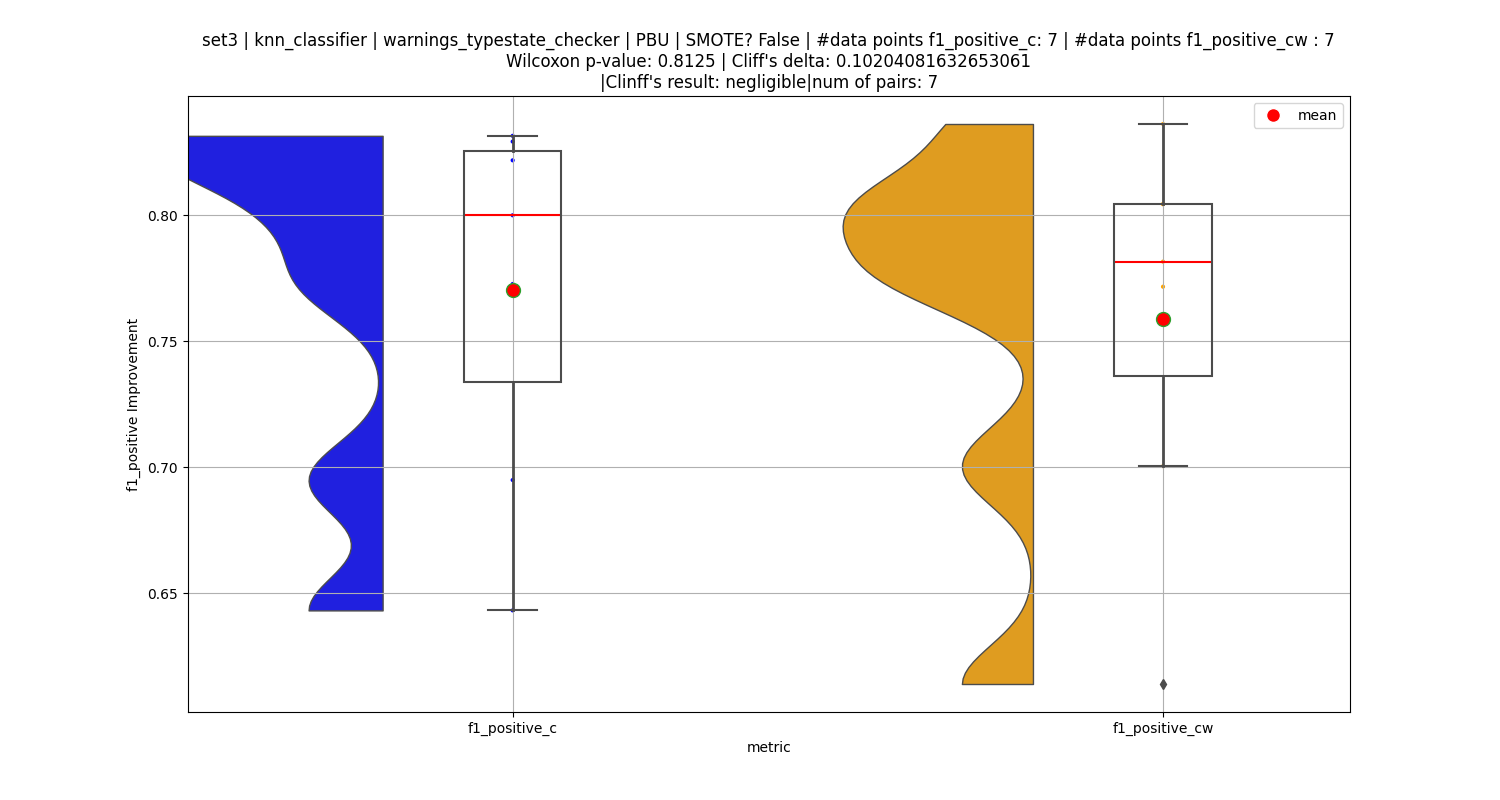 set3 | knn_classifier | warnings_typestate_checker | PBU | SMOTE? False | #data points f1_positive_c: 7 | #data points f1_positive_cw : 7
Wilcoxon p-value: 0.8125 | Cliff's delta: 0.10204081632653061
|Clinff's result: negligible|num of pairs: 7
mean
0.80
0.75
0.70
0.65
f1_positive Improvement
f1_positive_c
f1_positive_cw
metric